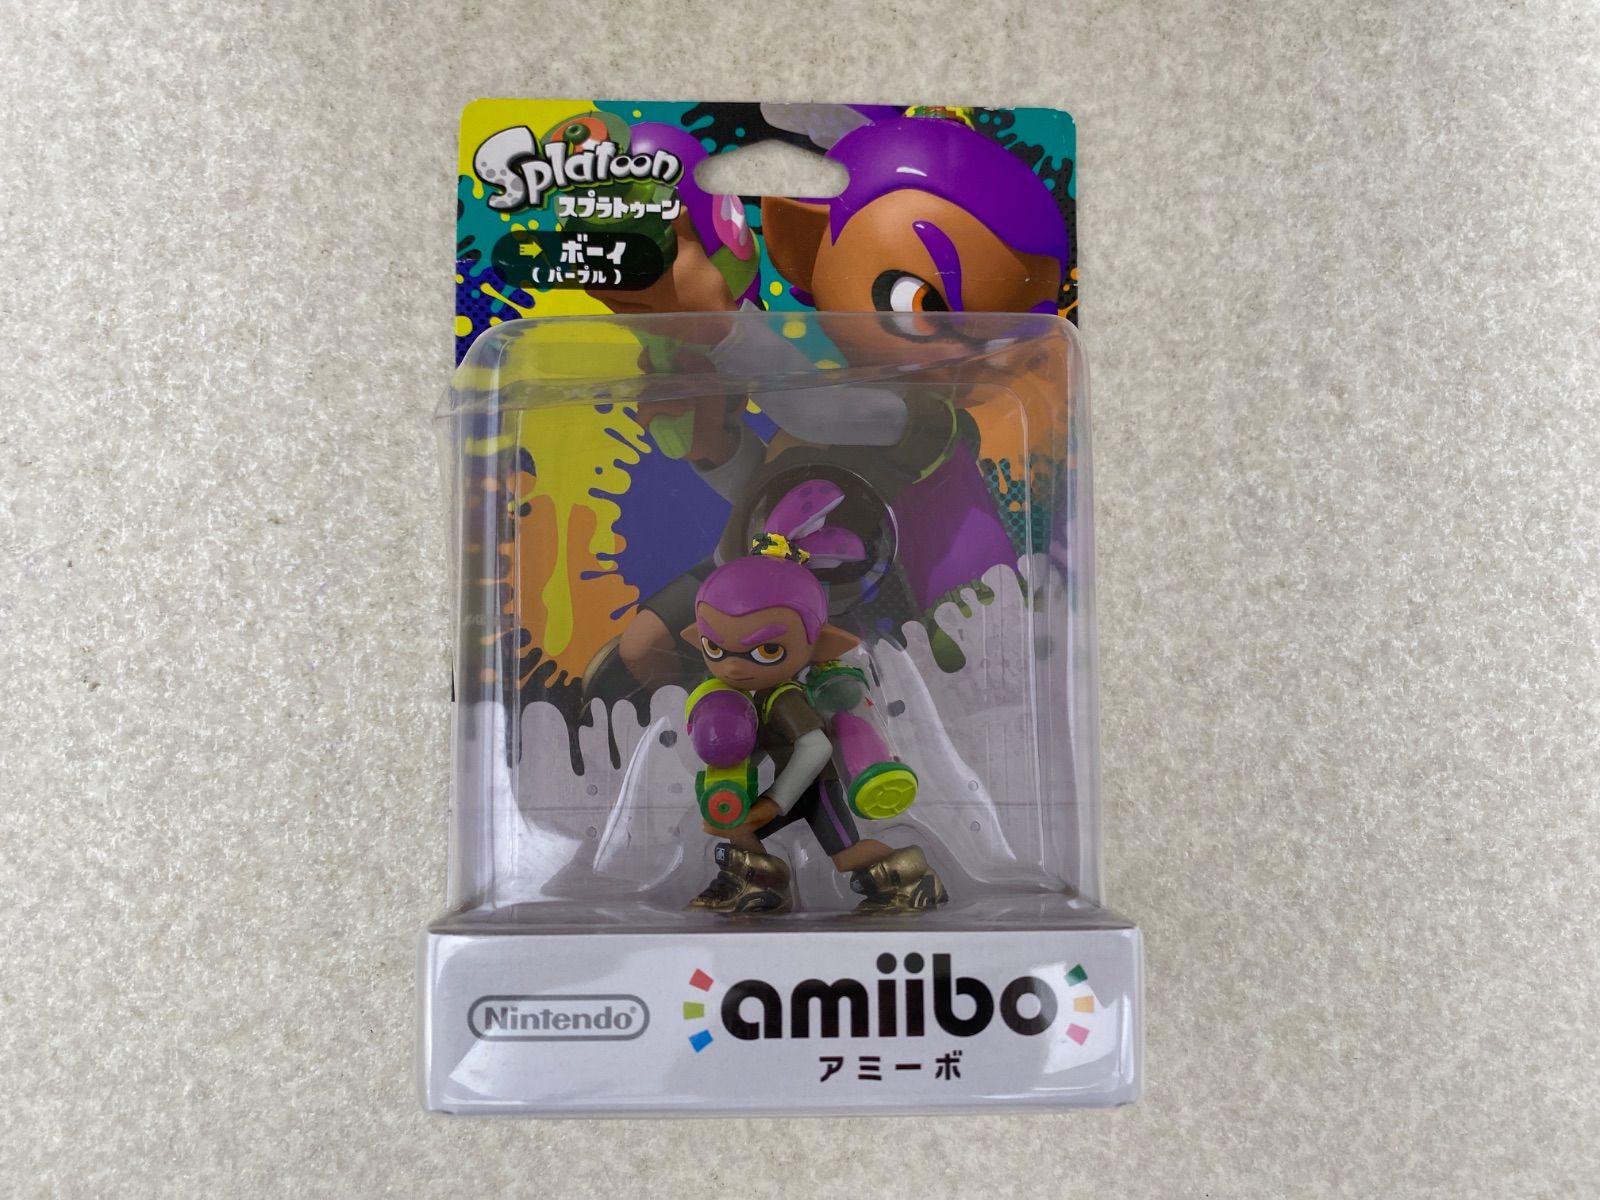 Splatoon
スプラトゥーン
ボーイ
(パープル)
Nintendo
amiibo
アミーボ